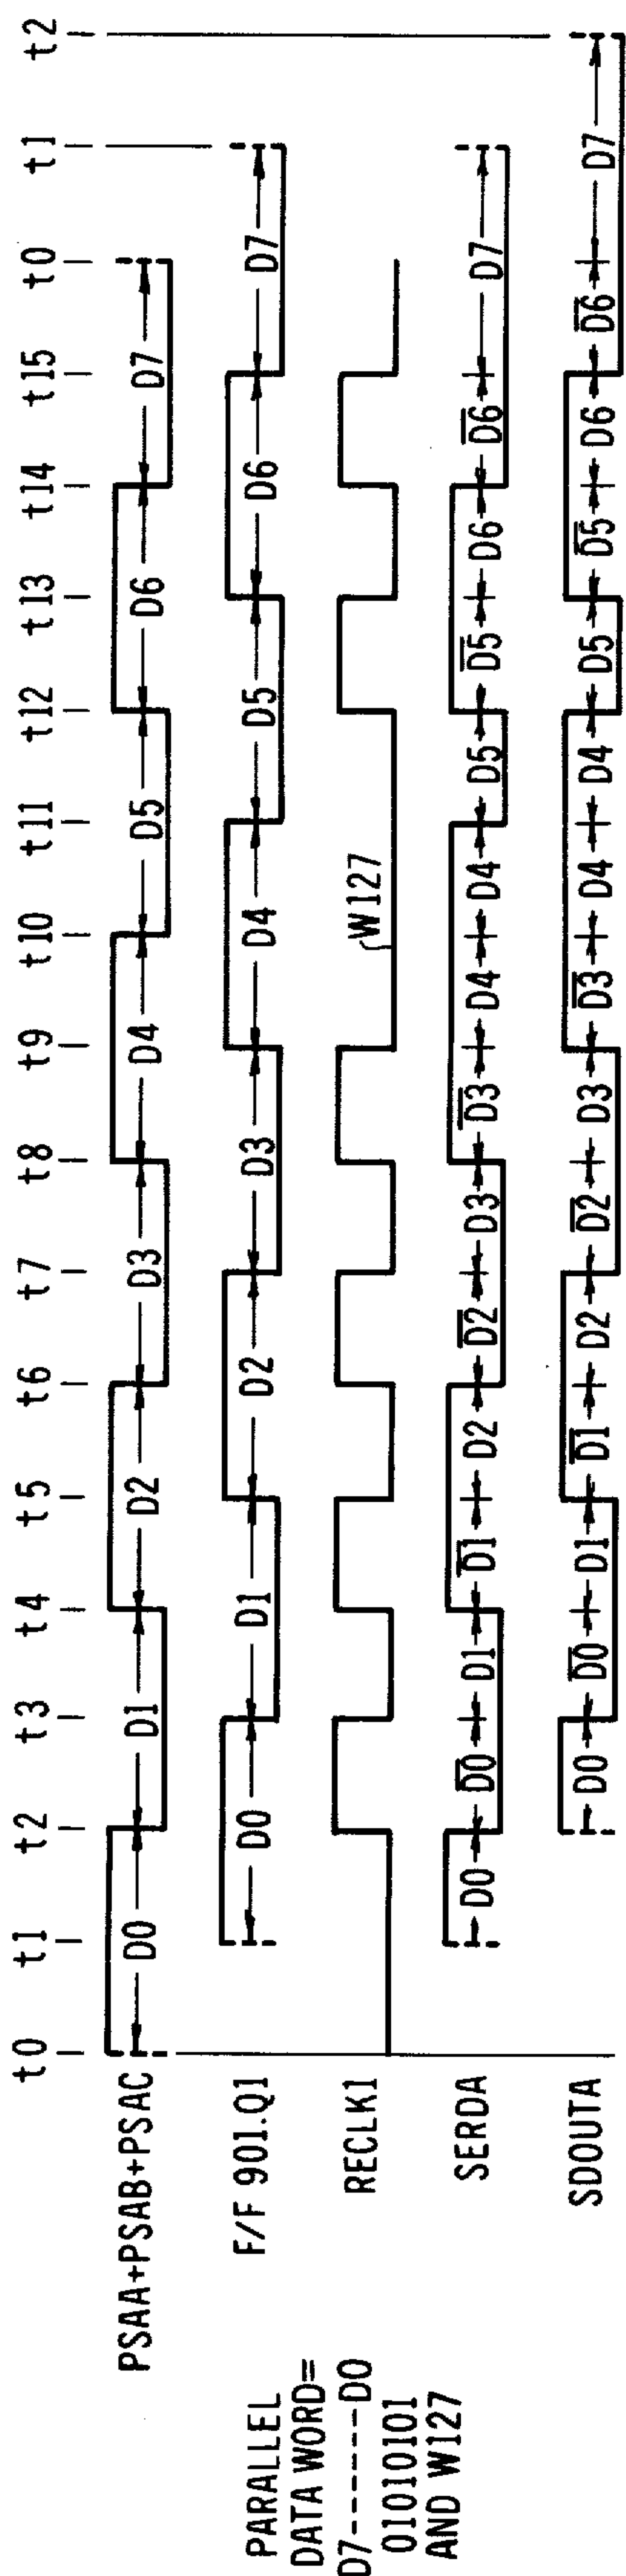 t0 t1 t2 t3 t4 t5 t6 t7 t8 t9 t10 t11 t12 t13 t14 t15 t0 t1 t2
PSAA+PSAB+PSAC D0 D1 D2 D3 D4 D5 D6 D7
F/F 901.Q1 D0 D1 D2 D3 D4 D5 D6 D7
RECLK1 W127
SERDA D0 D̅0̅ D1 D̅1̅ D2 D̅2̅ D3 D̅3̅ D4 D4 D5 D̅5̅ D6 D̅6̅ D7
SDOUTA D0 D̅0̅ D1 D̅1̅ D2 D̅2̅ D3 D̅3̅ D4 D4 D5 D̅5̅ D6 D̅6̅ D7
PARALLEL
DATA WORD=
D7------D0
01010101
AND W127